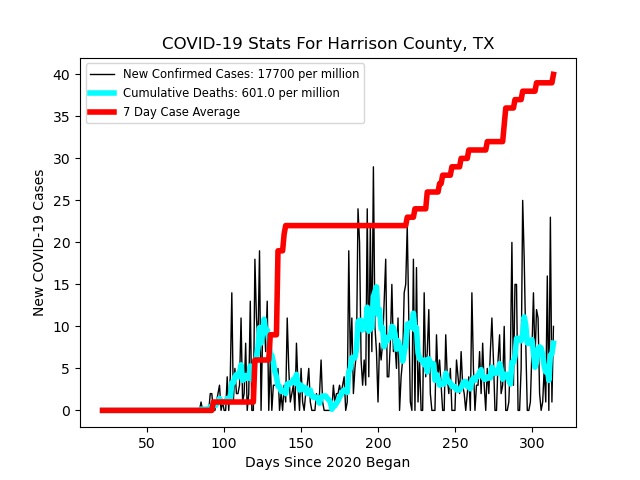 COVID-19 Stats For Harrison County, TX
New Confirmed Cases: 17700 per million
Cumulative Deaths: 601.0 per million
7 Day Case Average
New COVID-19 Cases
40
35
30
25
20
15
10
5
0
50 100 150 200 250 300
Days Since 2020 Began